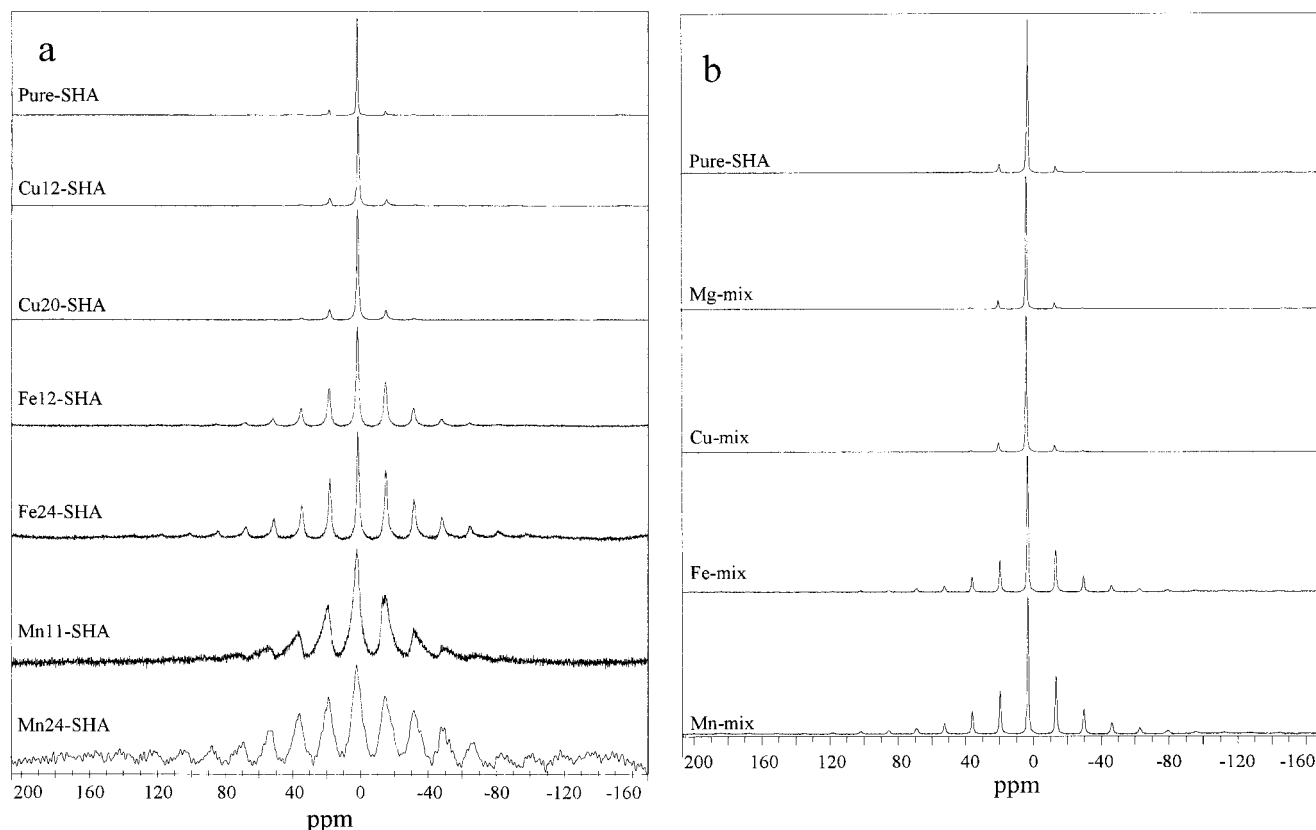 a
Pure-SHA
Cu12-SHA
Cu20-SHA
Fe12-SHA
Fe24-SHA
Mn11-SHA
Mn24-SHA
200 160 120 80 40 0 -40 -80 -120 -160
ppm
b
Pure-SHA
Mg-mix
Cu-mix
Fe-mix
Mn-mix
200 160 120 80 40 0 -40 -80 -120 -160
ppm